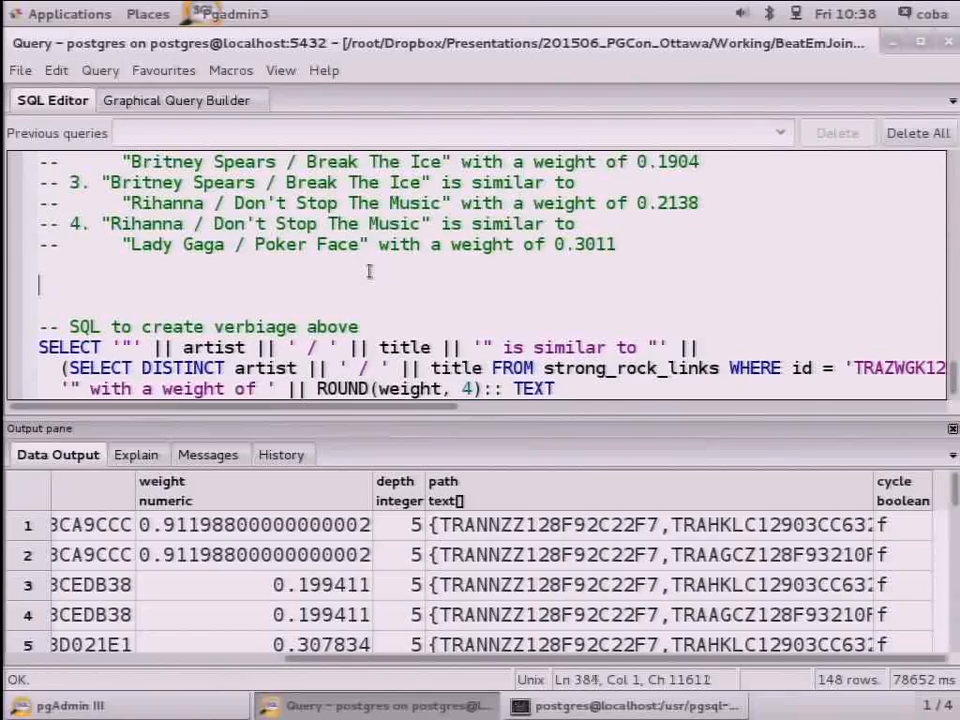 Applications Places Pgadmin3 Fri 10:38 coba
Query – postgres on postgres@localhost:5432 – [/root/Dropbox/Presentations/201506_PGCon_Ottawa/Working/BeatEmJoin...
File Edit Query Favourites Macros View Help
SQL Editor Graphical Query Builder
Previous queries Delete Delete All
-- "Britney Spears / Break The Ice" with a weight of 0.1904
-- 3. "Britney Spears / Break The Ice" is similar to
-- "Rihanna / Don't Stop The Music" with a weight of 0.2138
-- 4. "Rihanna / Don't Stop The Music" is similar to
-- "Lady Gaga / Poker Face" with a weight of 0.3011
-- SQL to create verbiage above
SELECT '"' || artist || ' / ' || title || '" is similar to "' ||
(SELECT DISTINCT artist || ' / ' || title FROM strong_rock_links WHERE id = 'TRAZWGK12
'" with a weight of ' || ROUND(weight, 4):: TEXT
Output pane
Data Output Explain Messages History
weight depth path cycle
numeric integer text[] boolean
1 3CA9CCC 0.91198800000000002 5 {TRANNZZ128F92C22F7,TRAHKLC12903CC632 f
2 3CA9CCC 0.91198800000000002 5 {TRANNZZ128F92C22F7,TRAAGCZ128F93210F f
3 3CEDB38 0.199411 5 {TRANNZZ128F92C22F7,TRAHKLC12903CC632 f
4 3CEDB38 0.199411 5 {TRANNZZ128F92C22F7,TRAAGCZ128F93210F f
5 3D021E1 0.307834 5 {TRANNZZ128F92C22F7,TRAHKLC12903CC632 f
OK. Unix Ln 384, Col 1, Ch 11611 148 rows. 78652 ms
pgAdmin III Query – postgres on postgres@l... postgres@localhost:/usr/pgsql-... 1 / 4